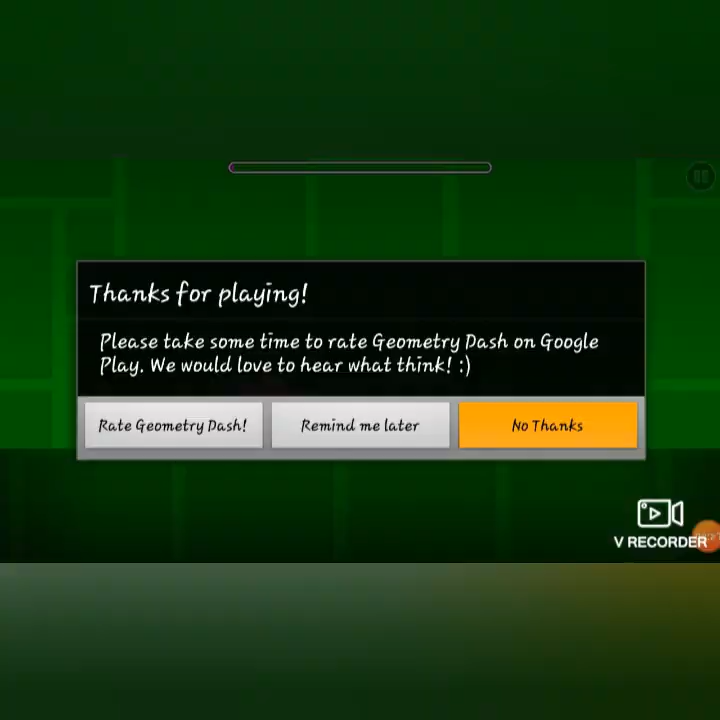 Thanks for playing!
Please take some time to rate Geometry Dash on Google
Play. We would love to hear what think! :)
Rate Geometry Dash!
Remind me later
No Thanks
V RECORDER